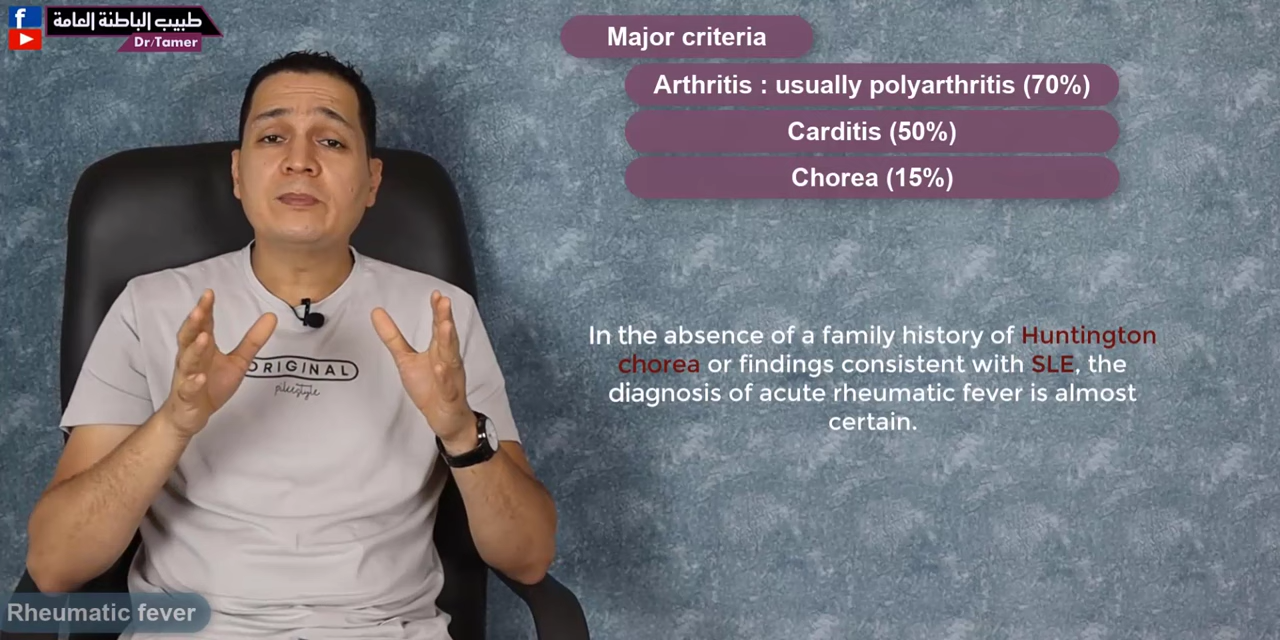 طبيب الباطنة العامة
Dr/Tamer
Major criteria
Arthritis : usually polyarthritis (70%)
Carditis (50%)
Chorea (15%)
ORIGINAL
In the absence of a family history of Huntington
chorea or findings consistent with SLE, the
diagnosis of acute rheumatic fever is almost
certain.
Rheumatic fever